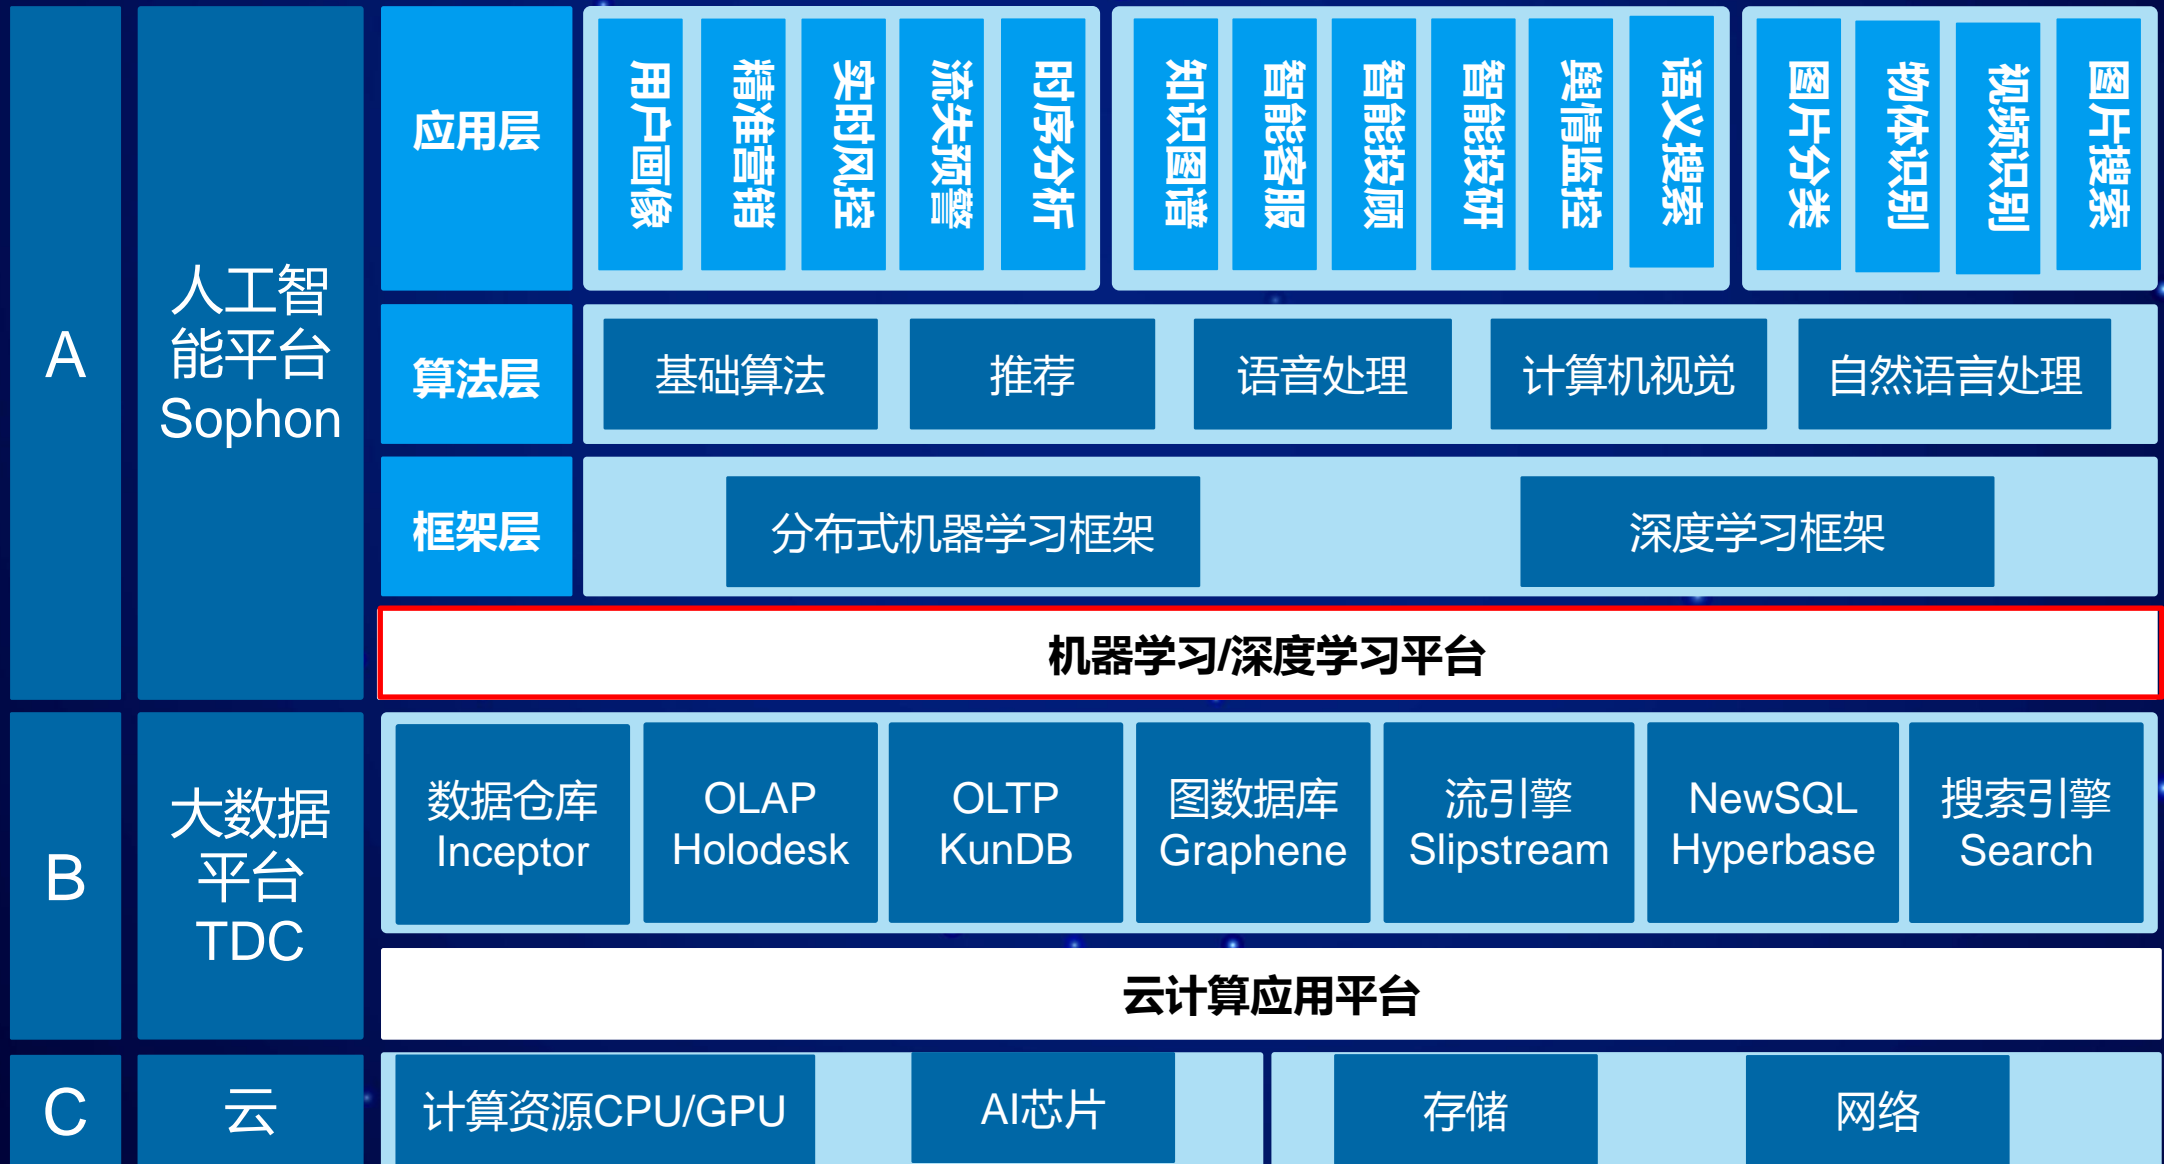 A
人工智
能平台
Sophon
应用层
用户画像
精准营销
实时风控
流失预警
时序分析
知识图谱
智能客服
智能投顾
智能投研
舆情监控
语义搜索
图片分类
物体识别
视频识别
图片搜索
算法层
基础算法
推荐
语音处理
计算机视觉
自然语言处理
框架层
分布式机器学习框架
深度学习框架
机器学习/深度学习平台
B
大数据
平台
TDC
数据仓库
Inceptor
OLAP
Holodesk
OLTP
KunDB
图数据库
Graphene
流引擎
Slipstream
NewSQL
Hyperbase
搜索引擎
Search
云计算应用平台
C
云
计算资源CPU/GPU
AI芯片
存储
网络